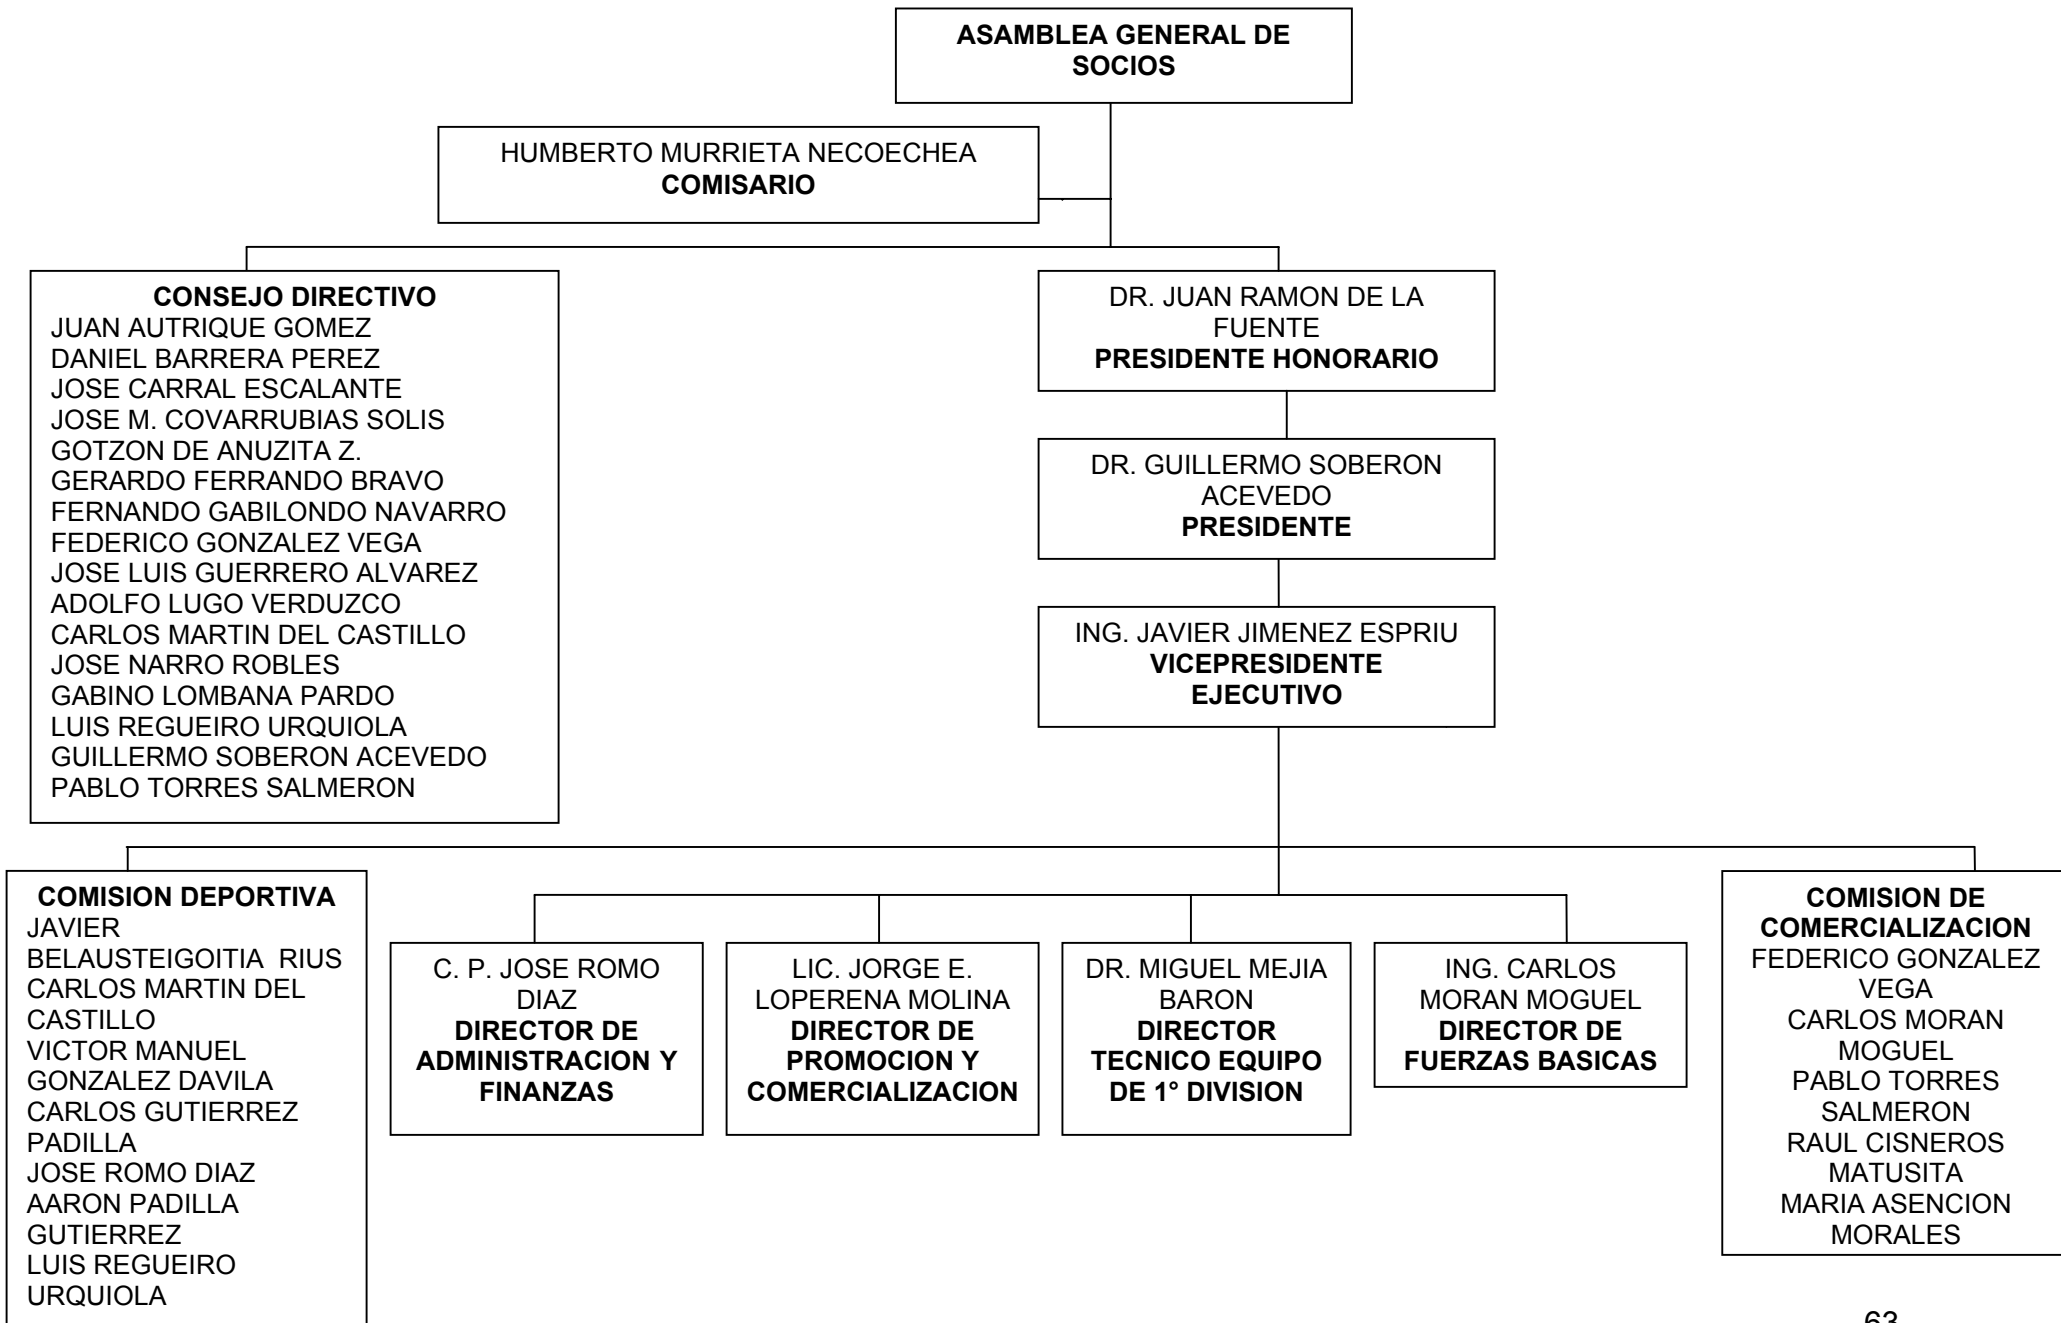 ASAMBLEA GENERAL DE
SOCIOS
HUMBERTO MURRIETA NECOECHEA
COMISARIO
CONSEJO DIRECTIVO
JUAN AUTRIQUE GOMEZ
DANIEL BARRERA PEREZ
JOSE CARRAL ESCALANTE
JOSE M. COVARRUBIAS SOLIS
GOTZON DE ANUZITA Z.
GERARDO FERRANDO BRAVO
FERNANDO GABILONDO NAVARRO
FEDERICO GONZALEZ VEGA
JOSE LUIS GUERRERO ALVAREZ
ADOLFO LUGO VERDUZCO
CARLOS MARTIN DEL CASTILLO
JOSE NARRO ROBLES
GABINO LOMBANA PARDO
LUIS REGUEIRO URQUIOLA
GUILLERMO SOBERON ACEVEDO
PABLO TORRES SALMERON
DR. JUAN RAMON DE LA
FUENTE
PRESIDENTE HONORARIO
DR. GUILLERMO SOBERON
ACEVEDO
PRESIDENTE
ING. JAVIER JIMENEZ ESPRIU
VICEPRESIDENTE
EJECUTIVO
COMISION DEPORTIVA
JAVIER
BELAUSTEIGOITIA RIUS
CARLOS MARTIN DEL
CASTILLO
VICTOR MANUEL
GONZALEZ DAVILA
CARLOS GUTIERREZ
PADILLA
JOSE ROMO DIAZ
AARON PADILLA
GUTIERREZ
LUIS REGUEIRO
URQUIOLA
C. P. JOSE ROMO
DIAZ
DIRECTOR DE
ADMINISTRACION Y
FINANZAS
LIC. JORGE E.
LOPERENA MOLINA
DIRECTOR DE
PROMOCION Y
COMERCIALIZACION
DR. MIGUEL MEJIA
BARON
DIRECTOR
TECNICO EQUIPO
DE 1° DIVISION
ING. CARLOS
MORAN MOGUEL
DIRECTOR DE
FUERZAS BASICAS
COMISION DE
COMERCIALIZACION
FEDERICO GONZALEZ
VEGA
CARLOS MORAN
MOGUEL
PABLO TORRES
SALMERON
RAUL CISNEROS
MATUSITA
MARIA ASENCION
MORALES
63